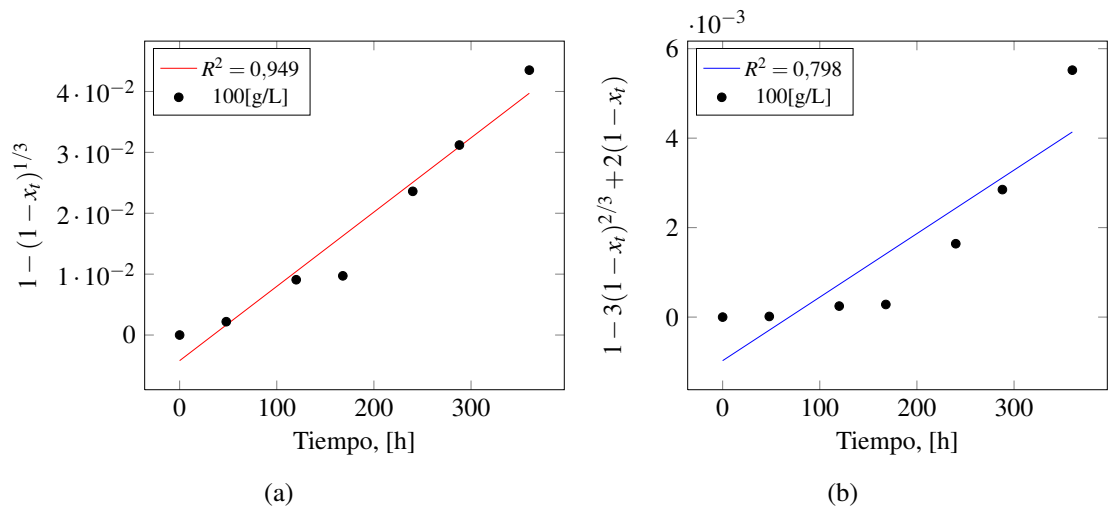 R² = 0,949
100[g/L]
4 · 10⁻²
3 · 10⁻²
2 · 10⁻²
1 · 10⁻²
0
1 − (1 − xₜ)^{1/3}
0 100 200 300
Tiempo, [h]
(a)
·10⁻³
R² = 0,798
100[g/L]
6
4
2
0
1 − 3(1 − xₜ)^{2/3} + 2(1 − xₜ)
0 100 200 300
Tiempo, [h]
(b)